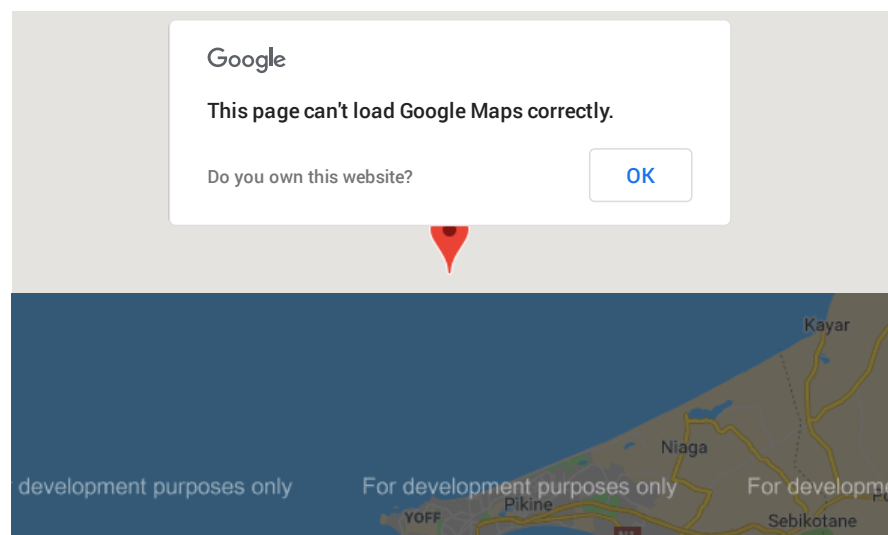 Google
This page can't load Google Maps correctly.
Do you own this website?
OK
Kayar
Niaga
development purposes only
For development purposes only
For developme
Pikine
YOFF
Sebikotane